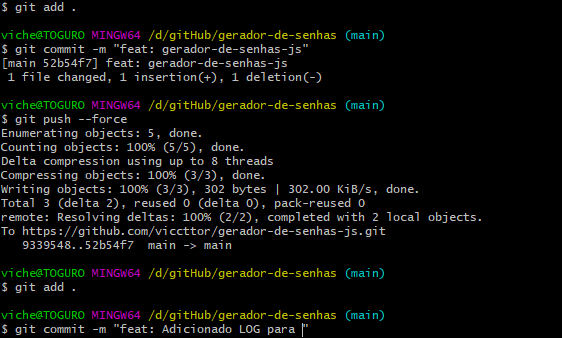 $ git add .
viche@TOGURO MINGW64 /d/gitHub/gerador-de-senhas (main)
$ git commit -m "feat: gerador-de-senhas-js"
[main 52b54f7] feat: gerador-de-senhas-js
1 file changed, 1 insertion(+), 1 deletion(-)
viche@TOGURO MINGW64 /d/gitHub/gerador-de-senhas (main)
$ git push --force
Enumerating objects: 5, done.
Counting objects: 100% (5/5), done.
Delta compression using up to 8 threads
Compressing objects: 100% (3/3), done.
Writing objects: 100% (3/3), 302 bytes | 302.00 KiB/s, done.
Total 3 (delta 2), reused 0 (delta 0), pack-reused 0
remote: Resolving deltas: 100% (2/2), completed with 2 local objects.
To https://github.com/viccttor/gerador-de-senhas-js.git
9339548..52b54f7  main -> main
viche@TOGURO MINGW64 /d/gitHub/gerador-de-senhas (main)
$ git add .
viche@TOGURO MINGW64 /d/gitHub/gerador-de-senhas (main)
$ git commit -m "feat: Adicionado LOG para "